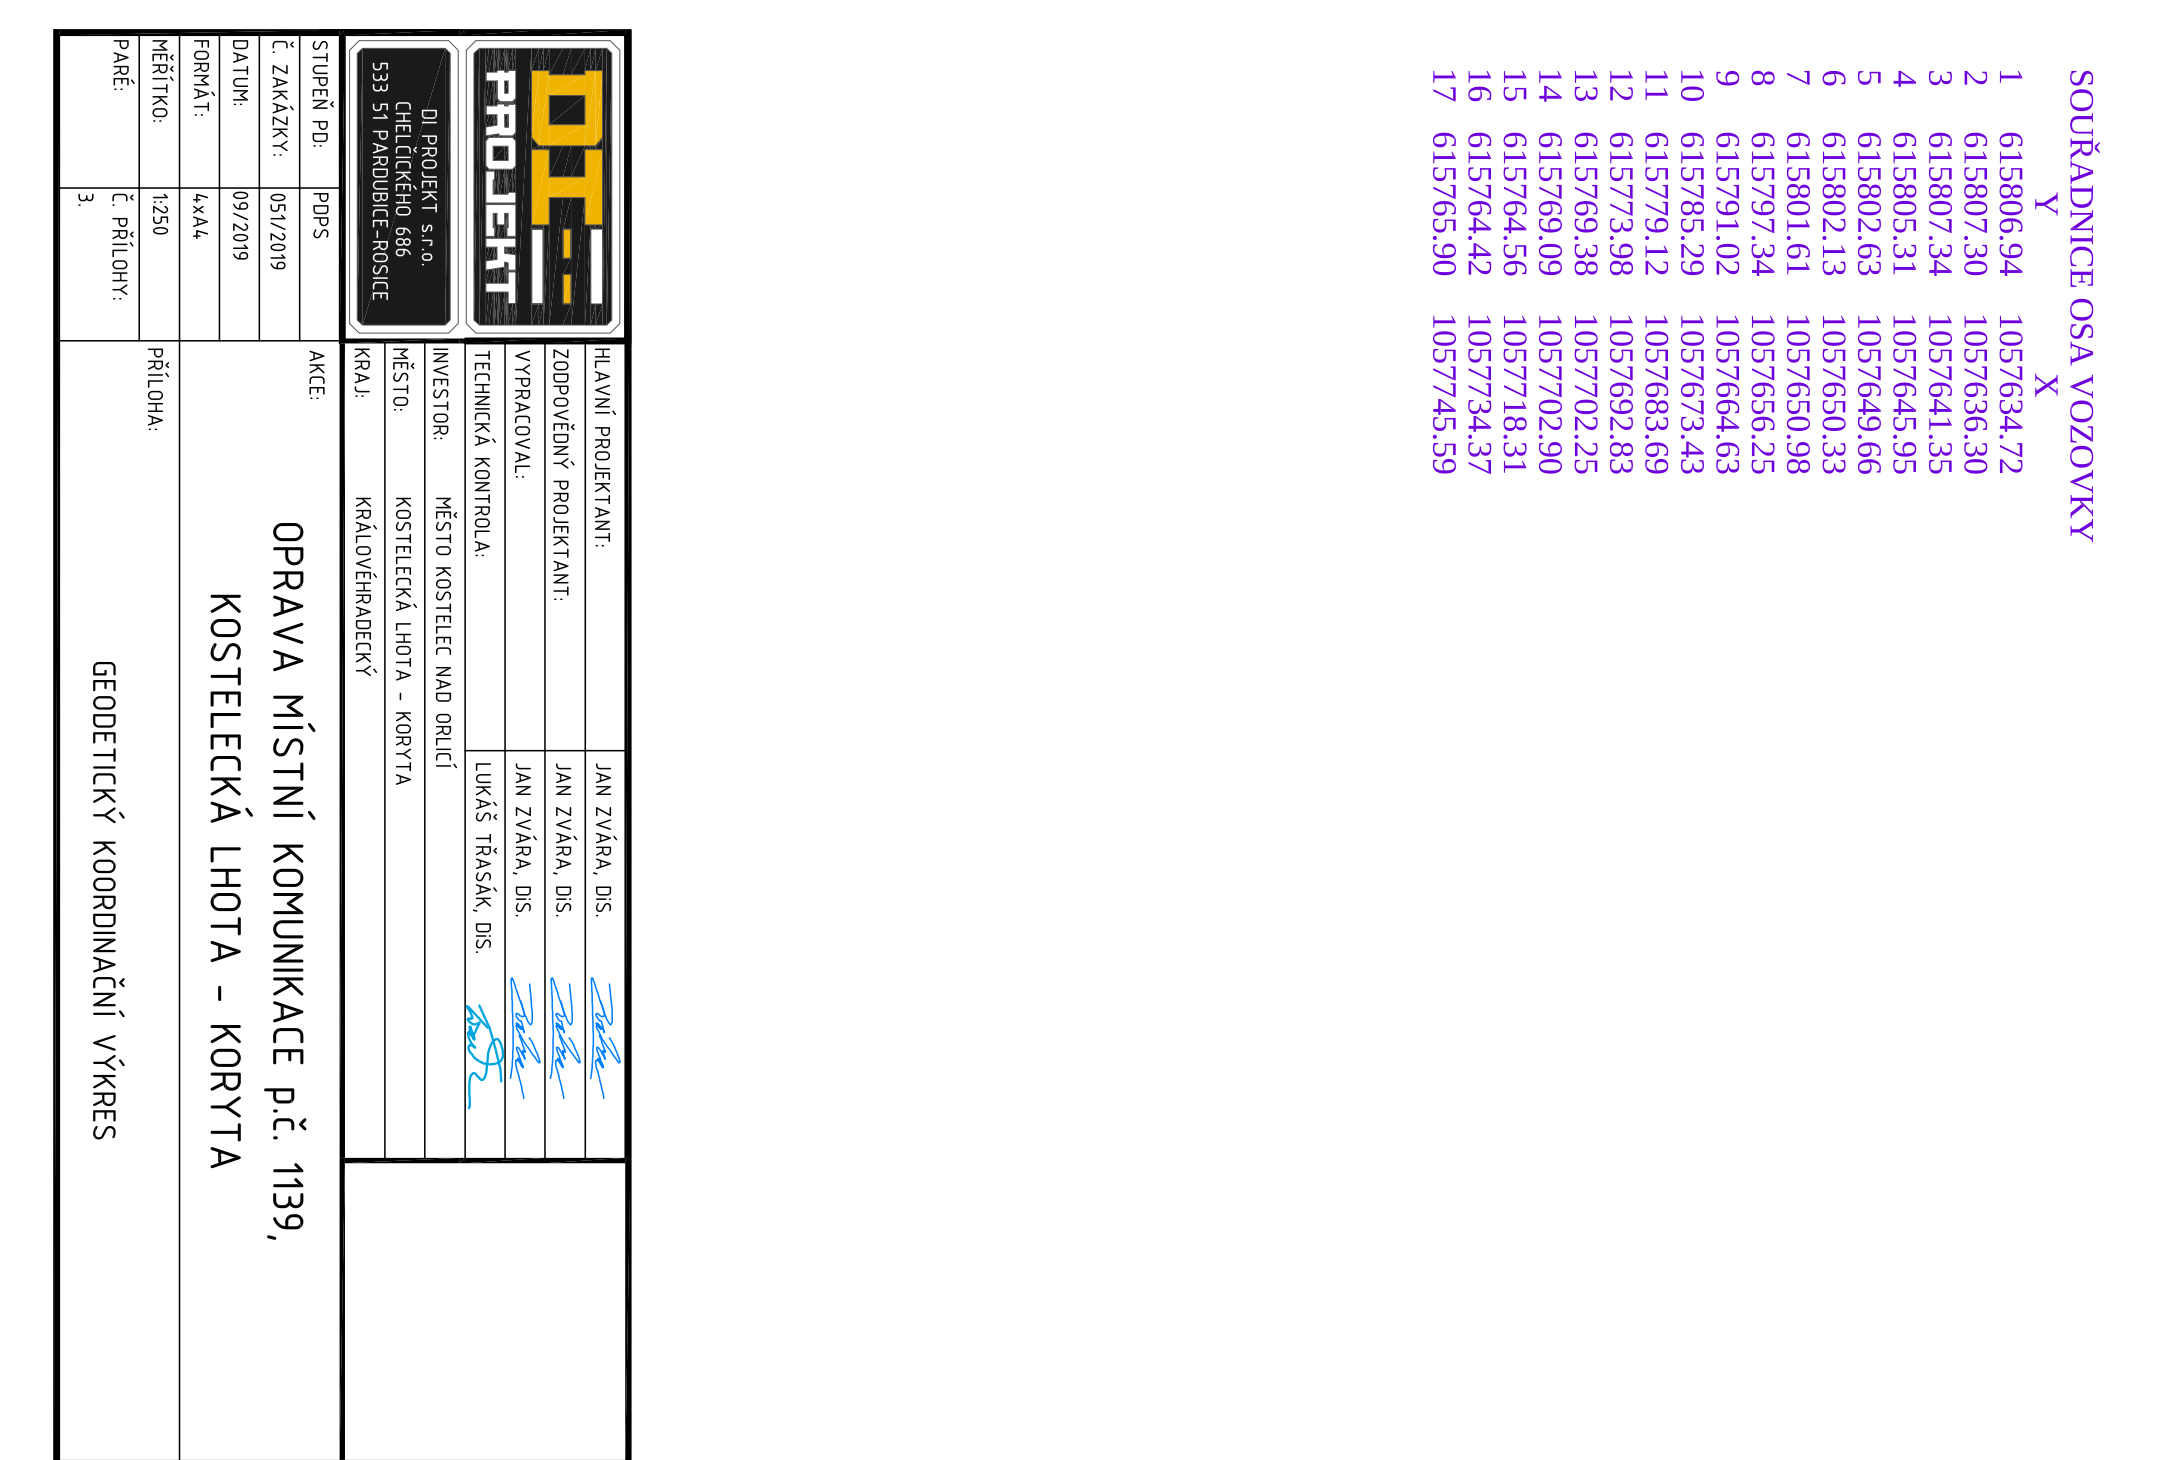 SOUŘADNICE OSA VOZOVKY
Y X
1 615806.94 1057634.72
2 615807.30 1057636.30
3 615807.34 1057641.35
4 615805.31 1057645.95
5 615802.63 1057649.66
6 615802.13 1057650.33
7 615801.61 1057650.98
8 615797.34 1057656.25
9 615791.02 1057664.63
10 615785.29 1057673.43
11 615779.12 1057683.69
12 615773.98 1057692.83
13 615769.38 1057702.25
14 615769.09 1057702.90
15 615764.56 1057718.31
16 615764.42 1057734.37
17 615765.90 1057745.59
DI PROJEKT
DI PROJEKT s.r.o.
CHELČICKÉHO 686
533 51 PARDUBICE-ROSICE
HLAVNÍ PROJEKTANT: JAN ZVÁRA, DiS.
ZODPOVĚDNÝ PROJEKTANT: JAN ZVÁRA, DiS.
VYPRACOVAL: JAN ZVÁRA, DiS.
TECHNICKÁ KONTROLA: LUKÁŠ TŘASÁK, DiS.
INVESTOR: MĚSTO KOSTELEC NAD ORLICÍ
MĚSTO: KOSTELECKÁ LHOTA - KORYTA
KRAJ: KRÁLOVÉHRADECKÝ
STUPEŇ PD: PDPS
Č. ZAKÁZKY: 051/2019
DATUM: 09/2019
FORMÁT: 4xA4
MĚŘÍTKO: 1:250
PARÉ: Č. PŘÍLOHY:
3.
AKCE:
OPRAVA MÍSTNÍ KOMUNIKACE p.č. 1139,
KOSTELECKÁ LHOTA - KORYTA
PŘÍLOHA:
GEODETICKÝ KOORDINAČNÍ VÝKRES